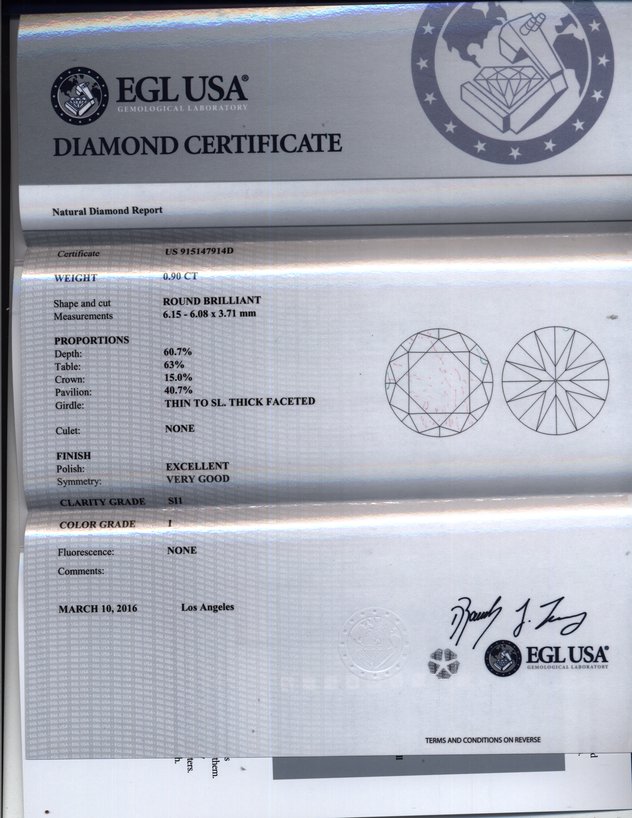 EGL USA®
GEMOLOGICAL LABORATORY
DIAMOND CERTIFICATE
Natural Diamond Report
Certificate US 915147914D
WEIGHT 0.90 CT
Shape and cut ROUND BRILLIANT
Measurements 6.15 - 6.08 x 3.71 mm
PROPORTIONS
Depth: 60.7%
Table: 63%
Crown: 15.0%
Pavilion: 40.7%
Girdle: THIN TO SL. THICK FACETED
Culet: NONE
FINISH
Polish: EXCELLENT
Symmetry: VERY GOOD
CLARITY GRADE SI1
COLOR GRADE I
Fluorescence: NONE
Comments:
MARCH 10, 2016 Los Angeles
EGL USA®
GEMOLOGICAL LABORATORY
TERMS AND CONDITIONS ON REVERSE
them.